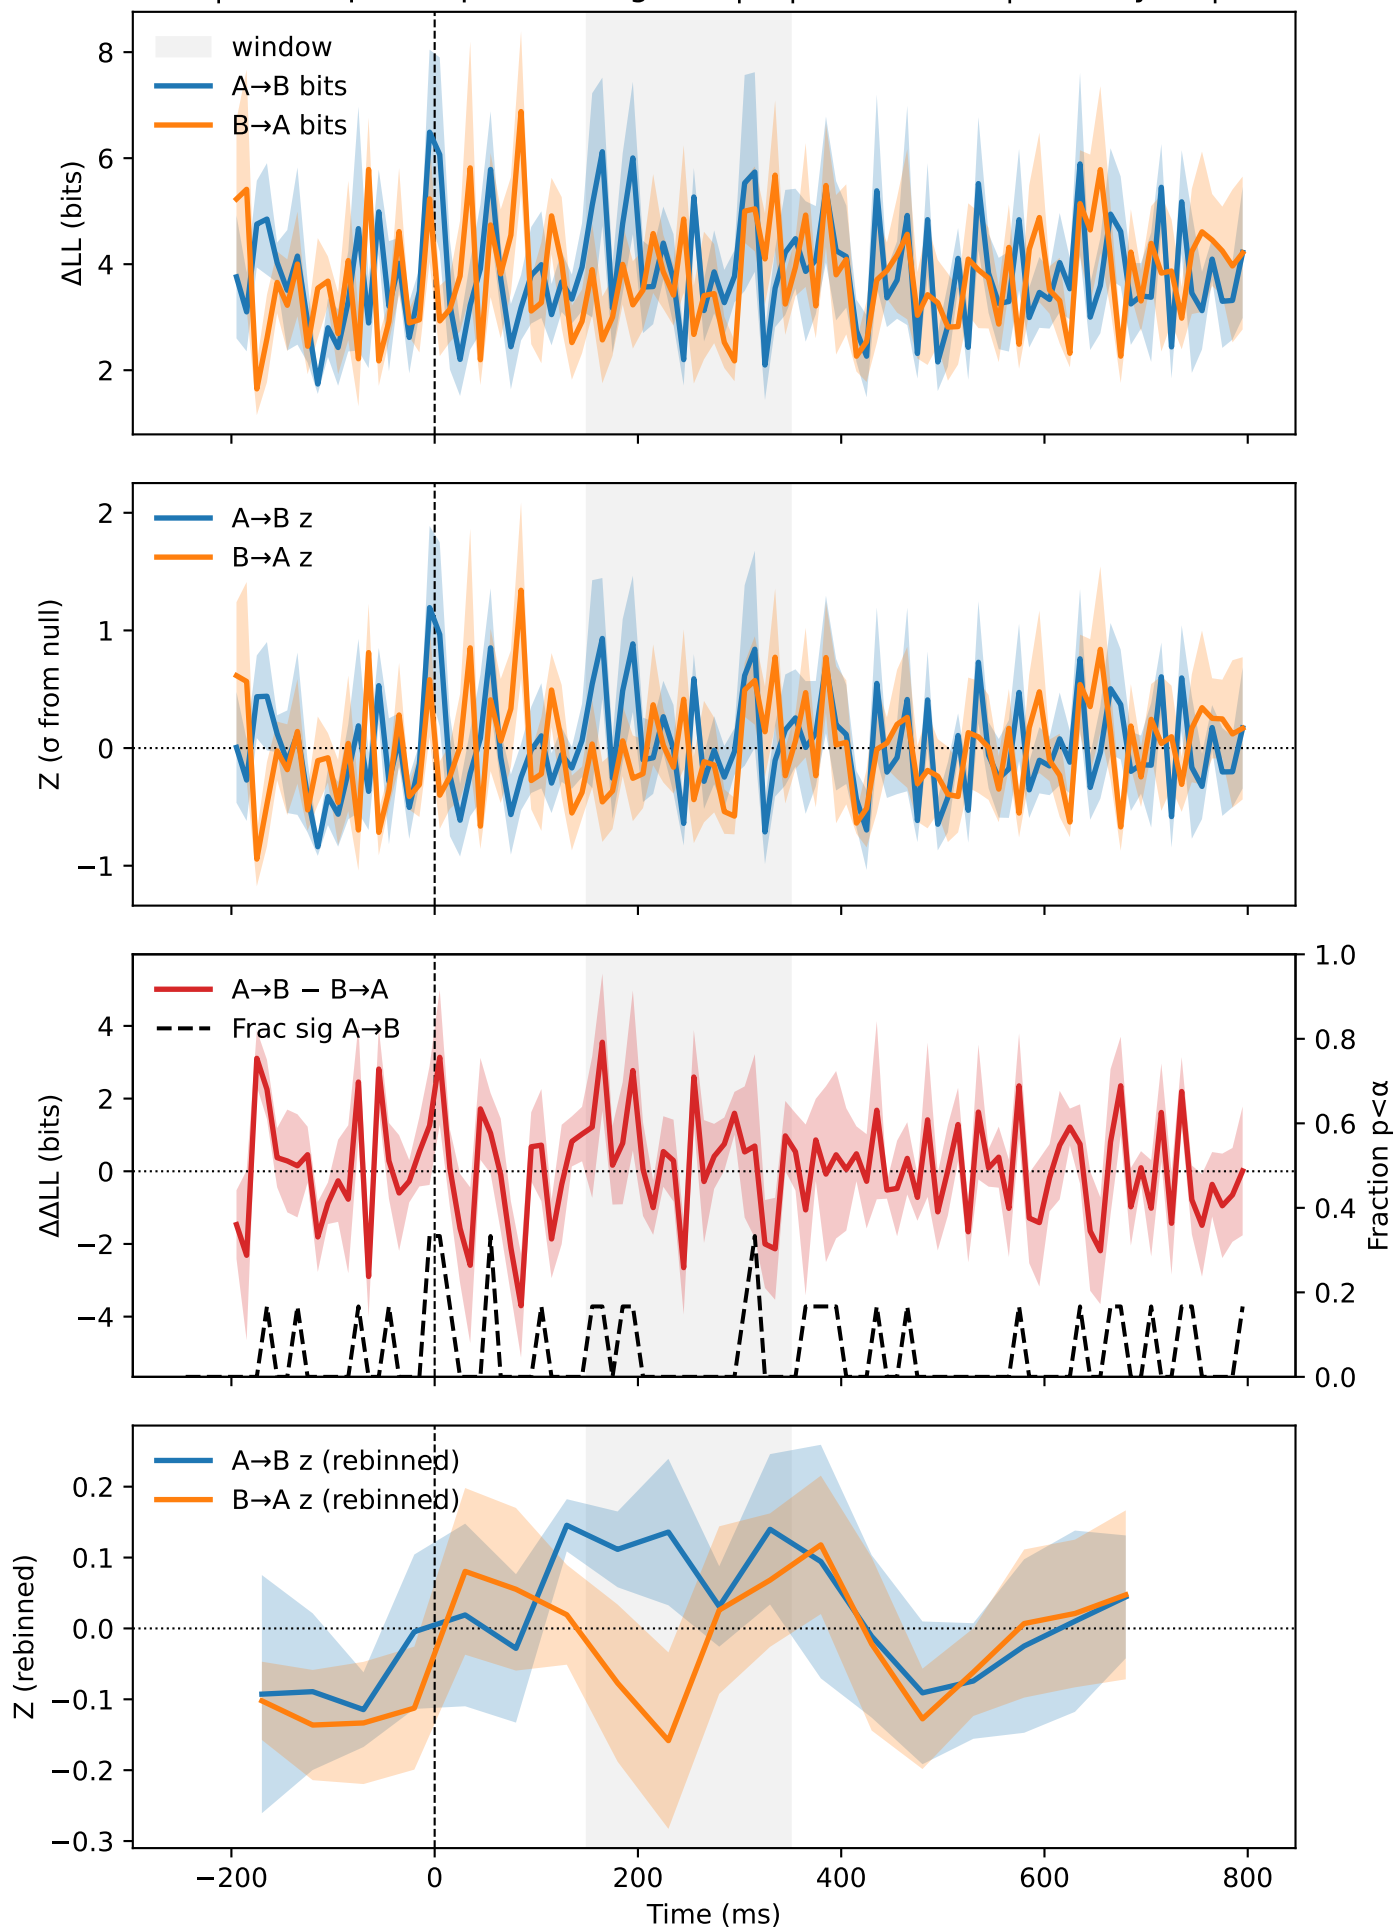 8
6
4
2
ΔLL (bits)
window
A→B bits
B→A bits
2
1
0
−1
Z (σ from null)
A→B z
B→A z
4
2
0
−2
−4
ΔΔLL (bits)
A→B − B→A
Frac sig A→B
1.0
0.8
0.6
0.4
0.2
0.0
Fraction p<α
0.2
0.1
0.0
−0.1
−0.2
−0.3
Z (rebinned)
A→B z (rebinned)
B→A z (rebinned)
−200 0 200 400 600 800
Time (ms)